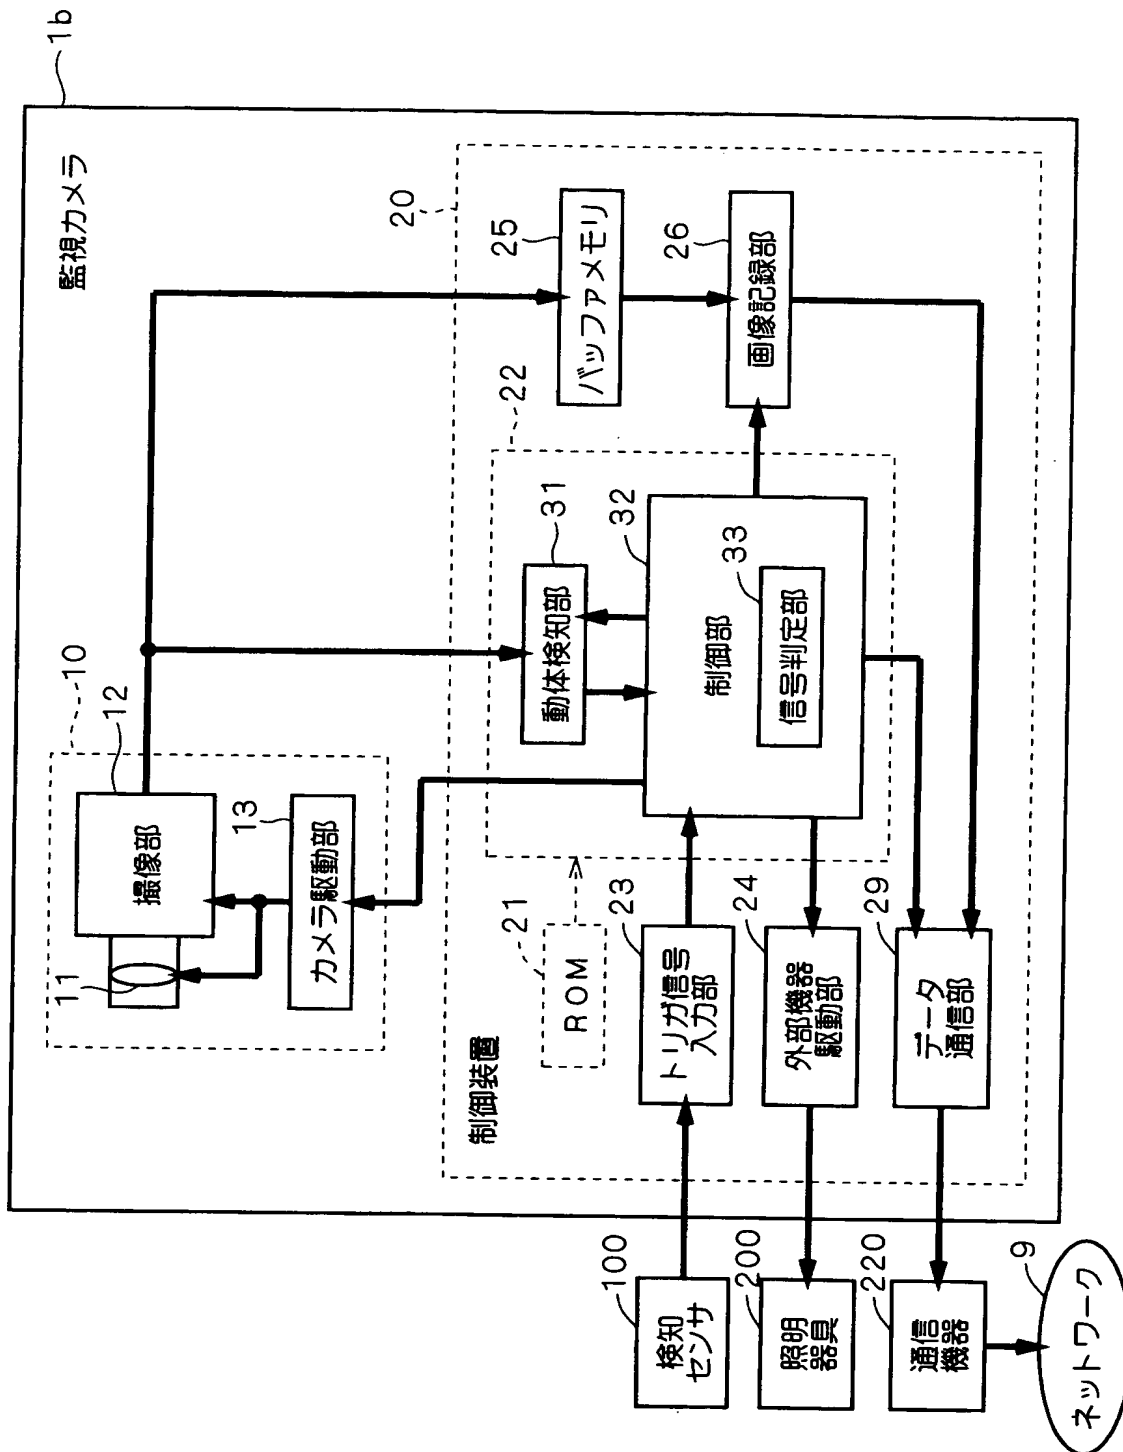 1b
監視カメラ
10
12
撮像部
11
13
カメラ駆動部
20
25
バッファメモリ
26
画像記録部
22
31
動体検知部
32
制御部
33
信号判定部
21
ROM
制御装置
23
トリガ信号
入力部
24
外部機器
駆動部
29
データ
通信部
100
検知
センサ
200
照明
器具
220
通信
機器
9
ネットワーク